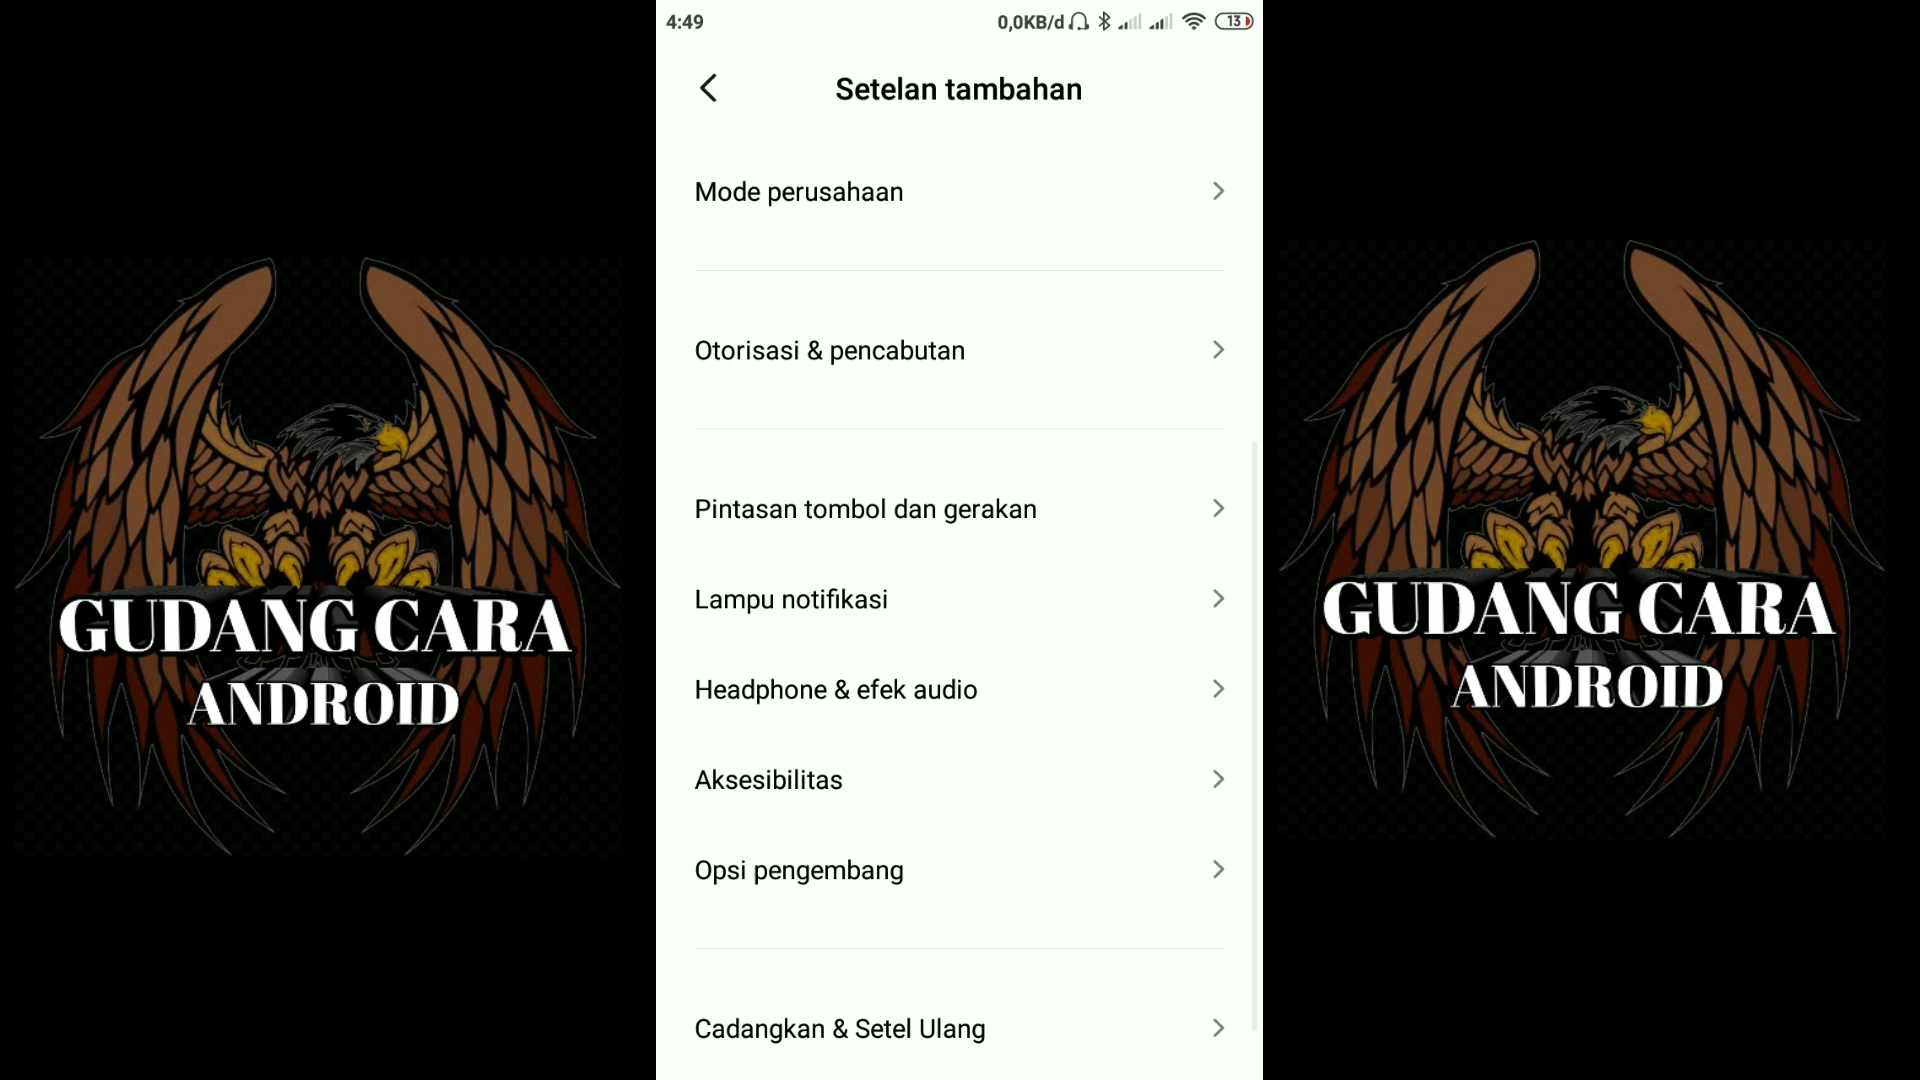 4:49
0,0KB/d
13
Setelan tambahan
Mode perusahaan
Otorisasi & pencabutan
Pintasan tombol dan gerakan
Lampu notifikasi
Headphone & efek audio
Aksesibilitas
Opsi pengembang
Cadangkan & Setel Ulang
GUDANG CARA
ANDROID
GUDANG CARA
ANDROID